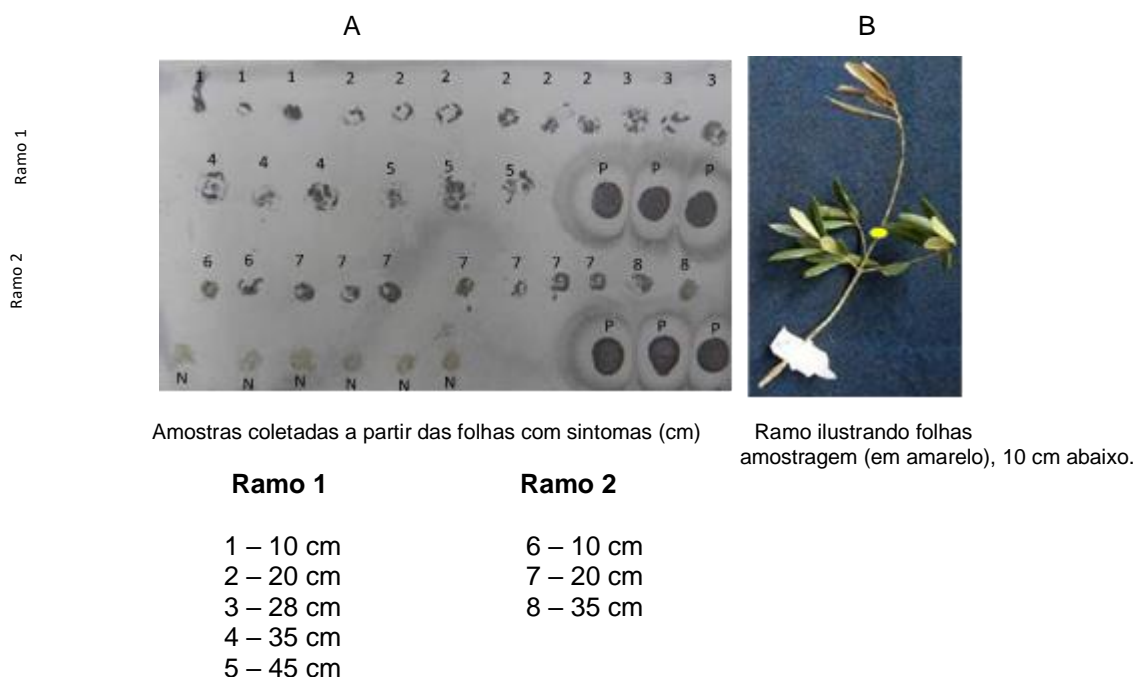 A B
1 1 1 2 2 2 2 2 2 3 3 3
Ramo 1
4 4 4 5 5 5 P P P
Ramo 2
6 6 7 7 7 7 7 7 7 8 8
P P P
N N N N N N
Amostras coletadas a partir das folhas com sintomas (cm)
Ramo ilustrando folhas
amostragem (em amarelo), 10 cm abaixo.
Ramo 1 Ramo 2
1 – 10 cm 6 – 10 cm
2 – 20 cm 7 – 20 cm
3 – 28 cm 8 – 35 cm
4 – 35 cm
5 – 45 cm